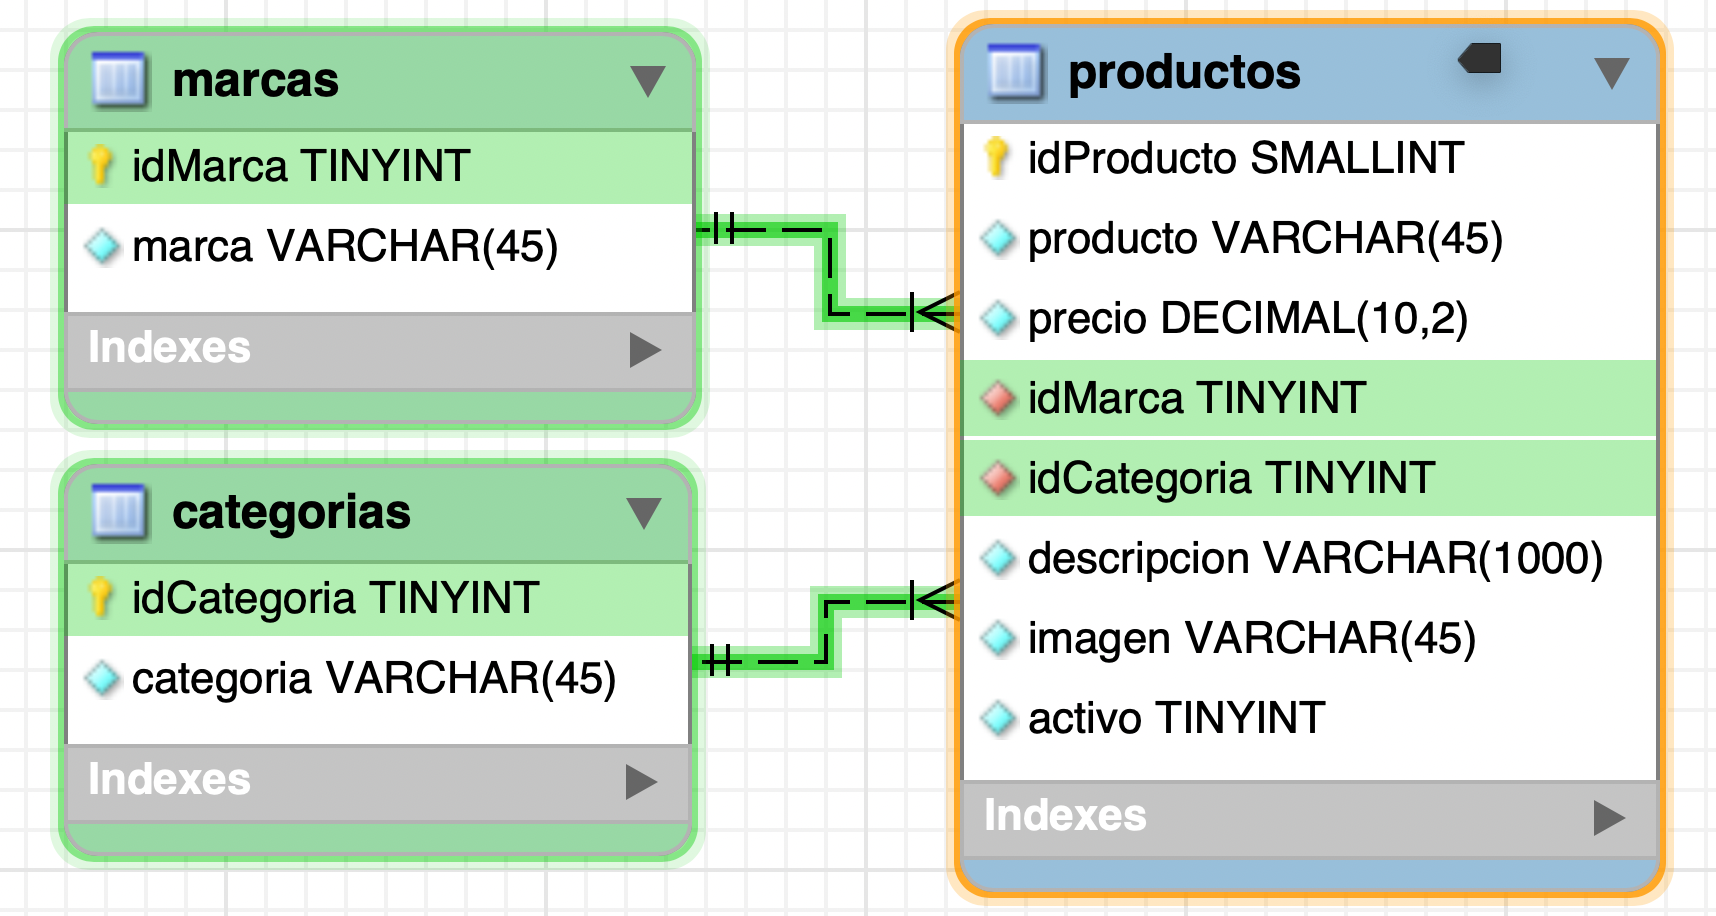 marcas
idMarca TINYINT
marca VARCHAR(45)
Indexes
categorias
idCategoria TINYINT
categoria VARCHAR(45)
Indexes
productos
idProducto SMALLINT
producto VARCHAR(45)
precio DECIMAL(10,2)
idMarca TINYINT
idCategoria TINYINT
descripcion VARCHAR(1000)
imagen VARCHAR(45)
activo TINYINT
Indexes